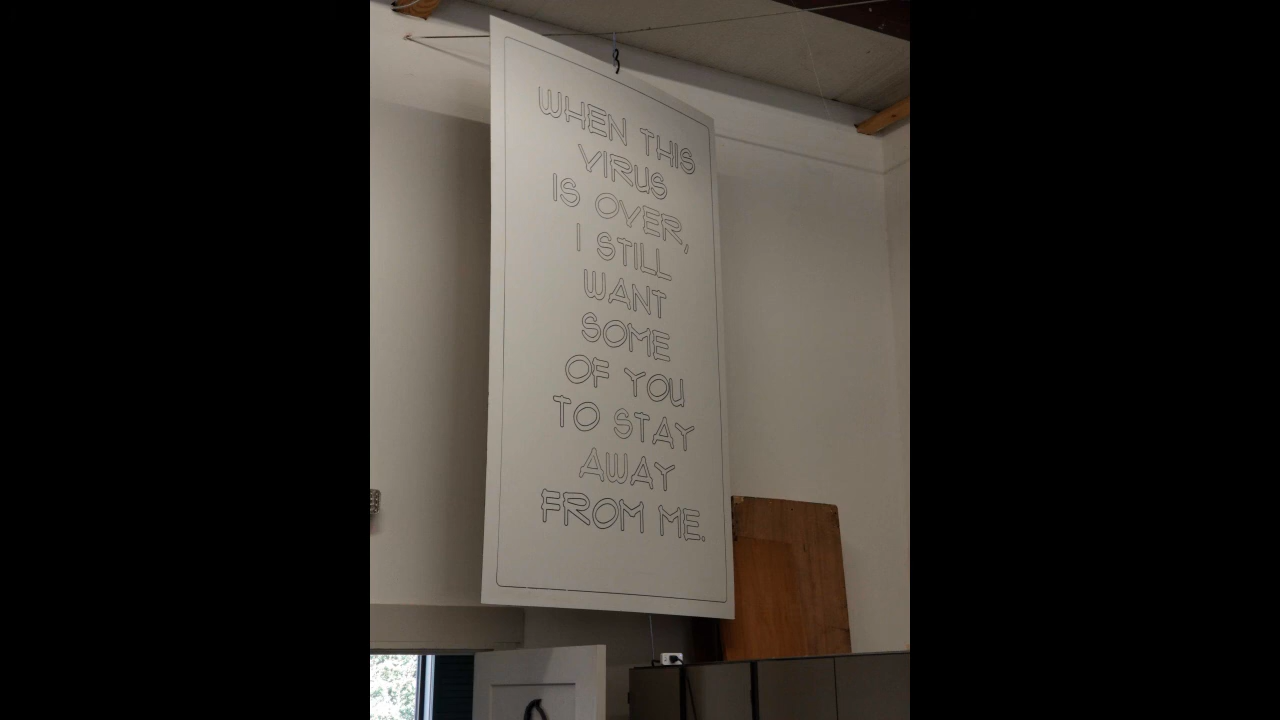 WHEN THIS
VIRUS
IS OVER,
I STILL
WANT
SOME
OF YOU
TO STAY
AWAY
FROM ME.